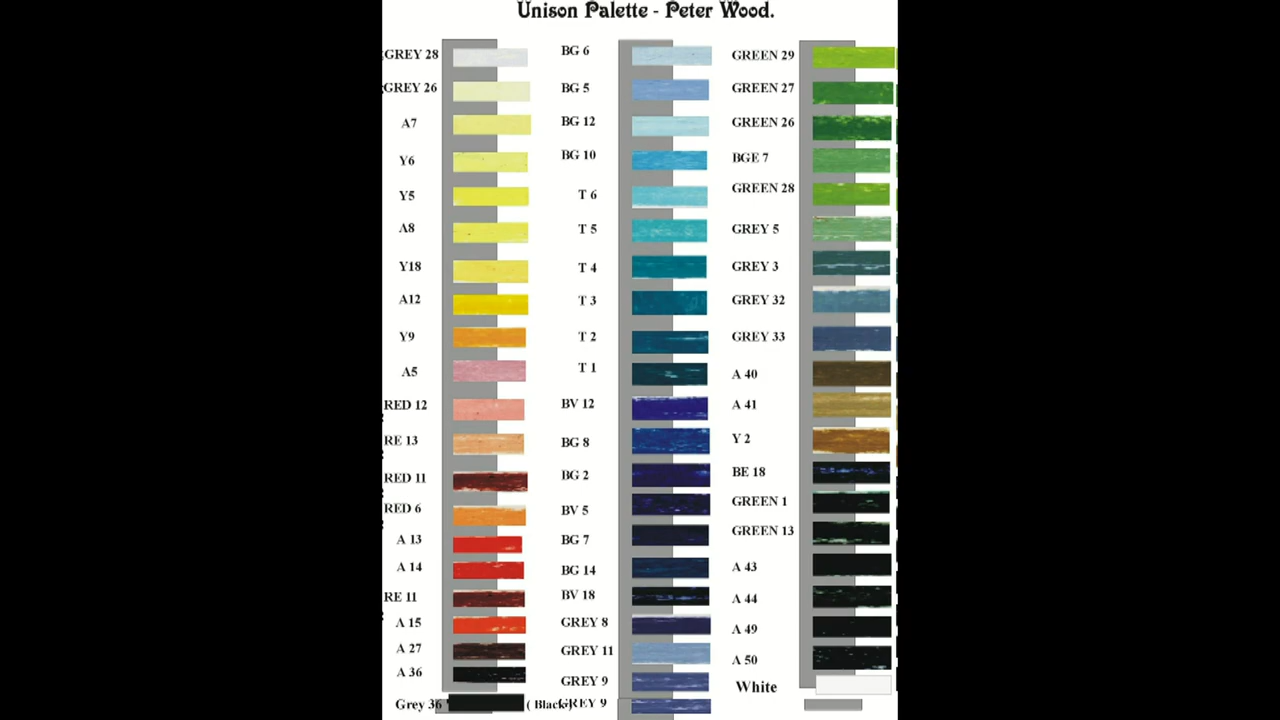 Unison Palette - Peter Wood.
GREY 28
GREY 26
A7
Y6
Y5
A8
Y18
A12
Y9
A5
RED 12
RE 13
RED 11
RED 6
A 13
A 14
RE 11
A 15
A 27
A 36
Grey 36
( Black
BG 6
BG 5
BG 12
BG 10
T 6
T 5
T 4
T 3
T 2
T 1
BV 12
BG 8
BG 2
BV 5
BG 7
BG 14
BV 18
GREY 8
GREY 11
GREY 9
GREY 9
GREEN 29
GREEN 27
GREEN 26
BGE 7
GREEN 28
GREY 5
GREY 3
GREY 32
GREY 33
A 40
A 41
Y 2
BE 18
GREEN 1
GREEN 13
A 43
A 44
A 49
A 50
White